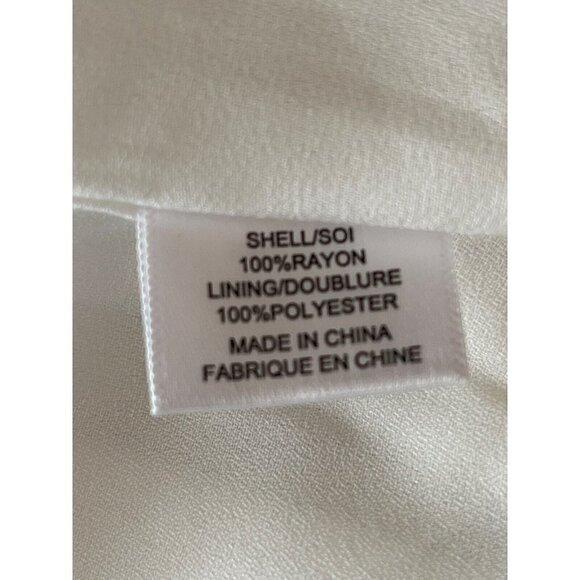 SHELL/SOI
100%RAYON
LINING/DOUBLURE
100%POLYESTER
MADE IN CHINA
FABRIQUE EN CHINE